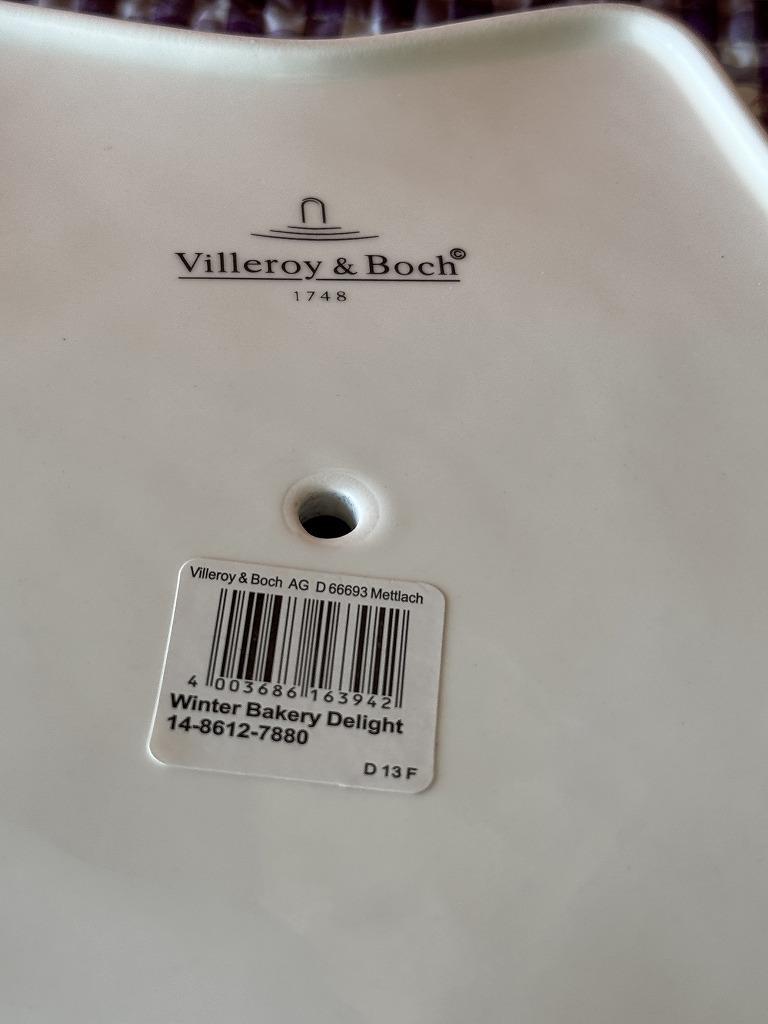 Villeroy & Boch©
1748
Villeroy & Boch AG D 66693 Mettlach
4 003686 163942
Winter Bakery Delight
14-8612-7880
D 13 F